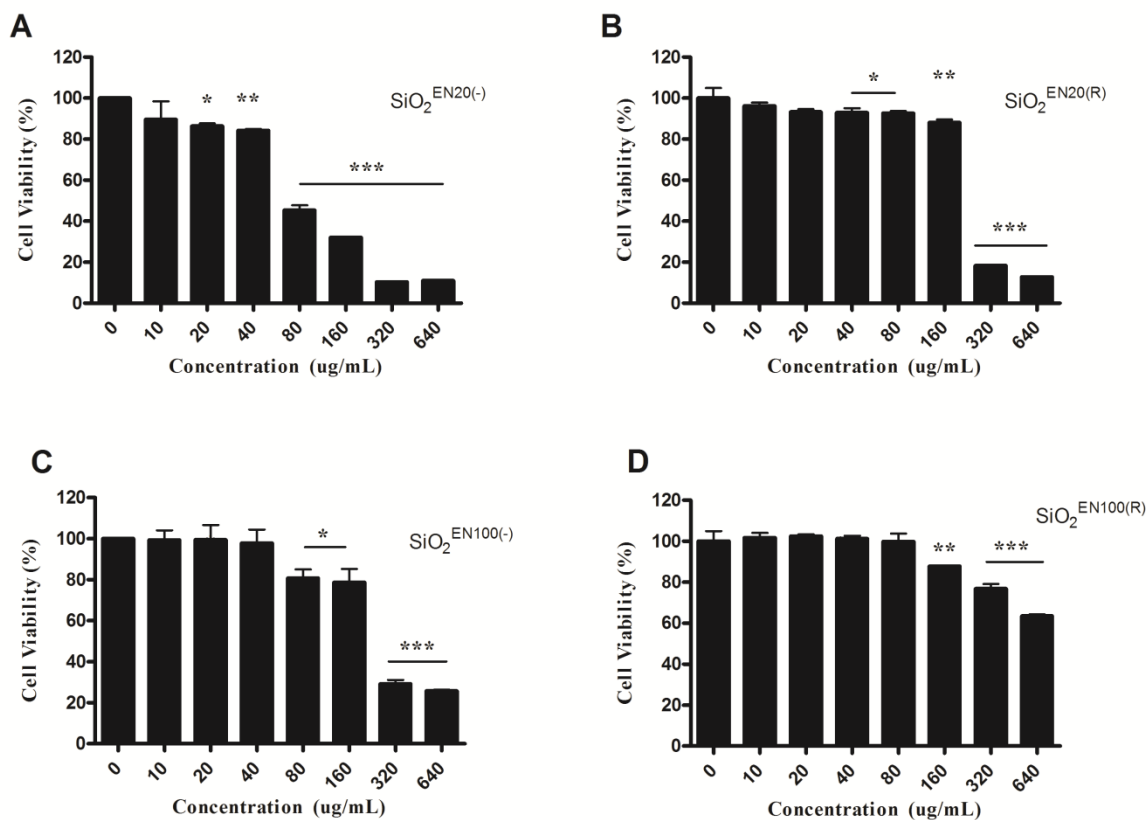 A
120
100
80
60
40
20
0
Cell Viability (%)
* ** ***
SiO2EN20(-)
0 10 20 40 80 160 320 640
Concentration (ug/mL)
B
120
100
80
60
40
20
0
Cell Viability (%)
* ** ***
SiO2EN20(R)
0 10 20 40 80 160 320 640
Concentration (ug/mL)
C
120
100
80
60
40
20
0
Cell Viability (%)
* ***
SiO2EN100(-)
0 10 20 40 80 160 320 640
Concentration (ug/mL)
D
120
100
80
60
40
20
0
Cell Viability (%)
** ***
SiO2EN100(R)
0 10 20 40 80 160 320 640
Concentration (ug/mL)